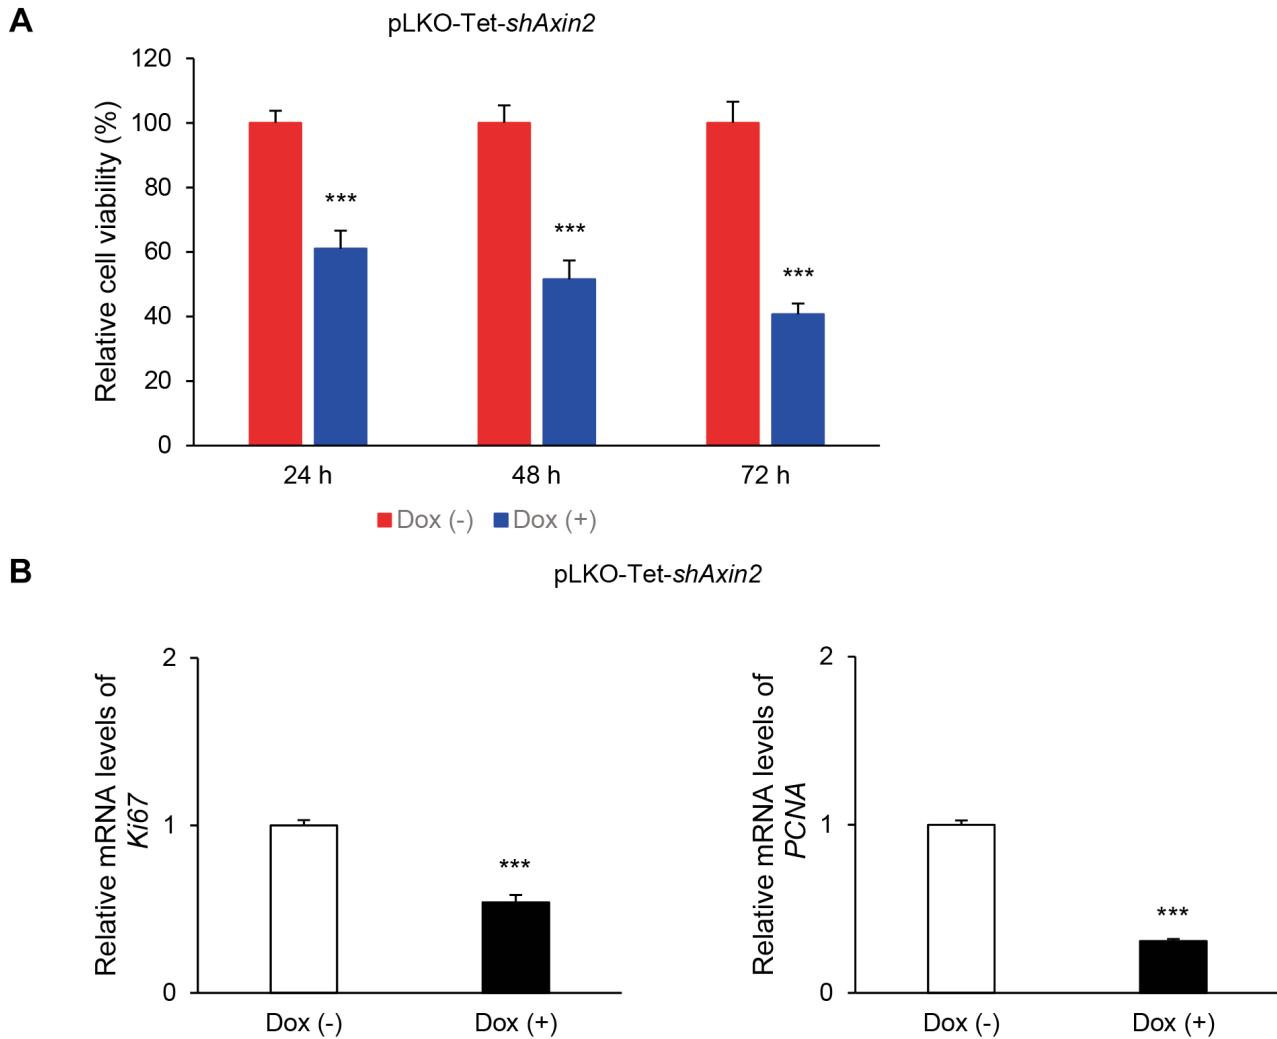 A
pLKO-Tet-shAxin2
Relative cell viability (%)
120
100
80
60
40
20
0
***
***
***
24 h
48 h
72 h
Dox (-)
Dox (+)
B
pLKO-Tet-shAxin2
Relative mRNA levels of
Ki67
2
1
0
***
Dox (-)
Dox (+)
Relative mRNA levels of
PCNA
2
1
0
***
Dox (-)
Dox (+)